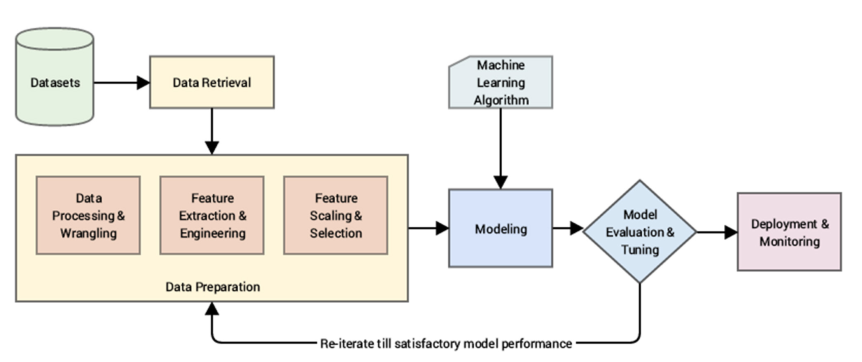 Datasets
Data Retrieval
Machine
Learning
Algorithm
Data
Processing &
Wrangling
Feature
Extraction &
Engineering
Feature
Scaling &
Selection
Data Preparation
Modeling
Model
Evaluation &
Tuning
Deployment &
Monitoring
Re-iterate till satisfactory model performance